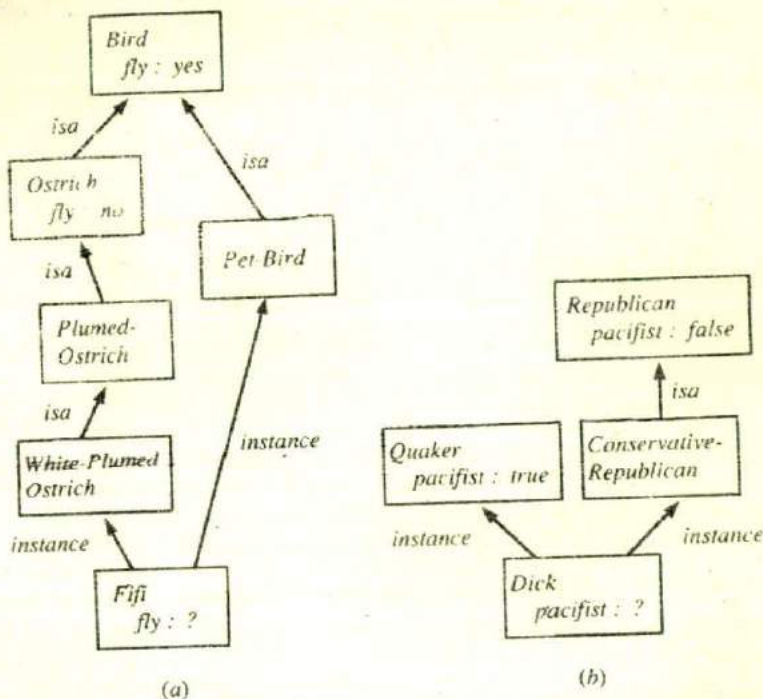 Bird
fly : yes
isa
isa
Ostrich
fly no
Pet-Bird
isa
Plumed-
Ostrich
isa
White-Plumed
Ostrich
instance
instance
Fifi
fly : ?
(a)
Republican
pacifist : false
isa
Quaker
pacifist : true
Conservative-
Republican
instance
instance
Dick
pacifist : ?
(b)